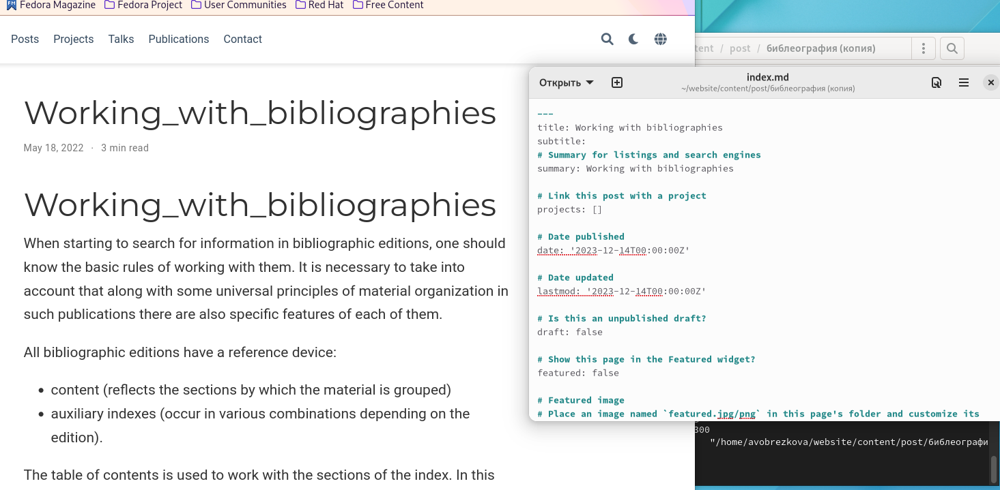 Fedora Magazine Fedora Project User Communities Red Hat Free Content
Posts Projects Talks Publications Contact
Working_with_bibliographies
May 18, 2022 · 3 min read
Working_with_bibliographies
When starting to search for information in bibliographic editions, one should
know the basic rules of working with them. It is necessary to take into
account that along with some universal principles of material organization in
such publications there are also specific features of each of them.
All bibliographic editions have a reference device:
• content (reflects the sections by which the material is grouped)
• auxiliary indexes (occur in various combinations depending on the
edition).
The table of contents is used to work with the sections of the index. In this
tent / post / библеография (копия)
Открыть
index.md
~/website/content/post/библеография (копия)
---
title: Working with bibliographies
subtitle:
# Summary for listings and search engines
summary: Working with bibliographies
# Link this post with a project
projects: []
# Date published
date: '2023-12-14T00:00:00Z'
# Date updated
lastmod: '2023-12-14T00:00:00Z'
# Is this an unpublished draft?
draft: false
# Show this page in the Featured widget?
featured: false
# Featured image
# Place an image named `featured.jpg/png` in this page's folder and customize its
300
"/home/avobrezkova/website/content/post/библеографи